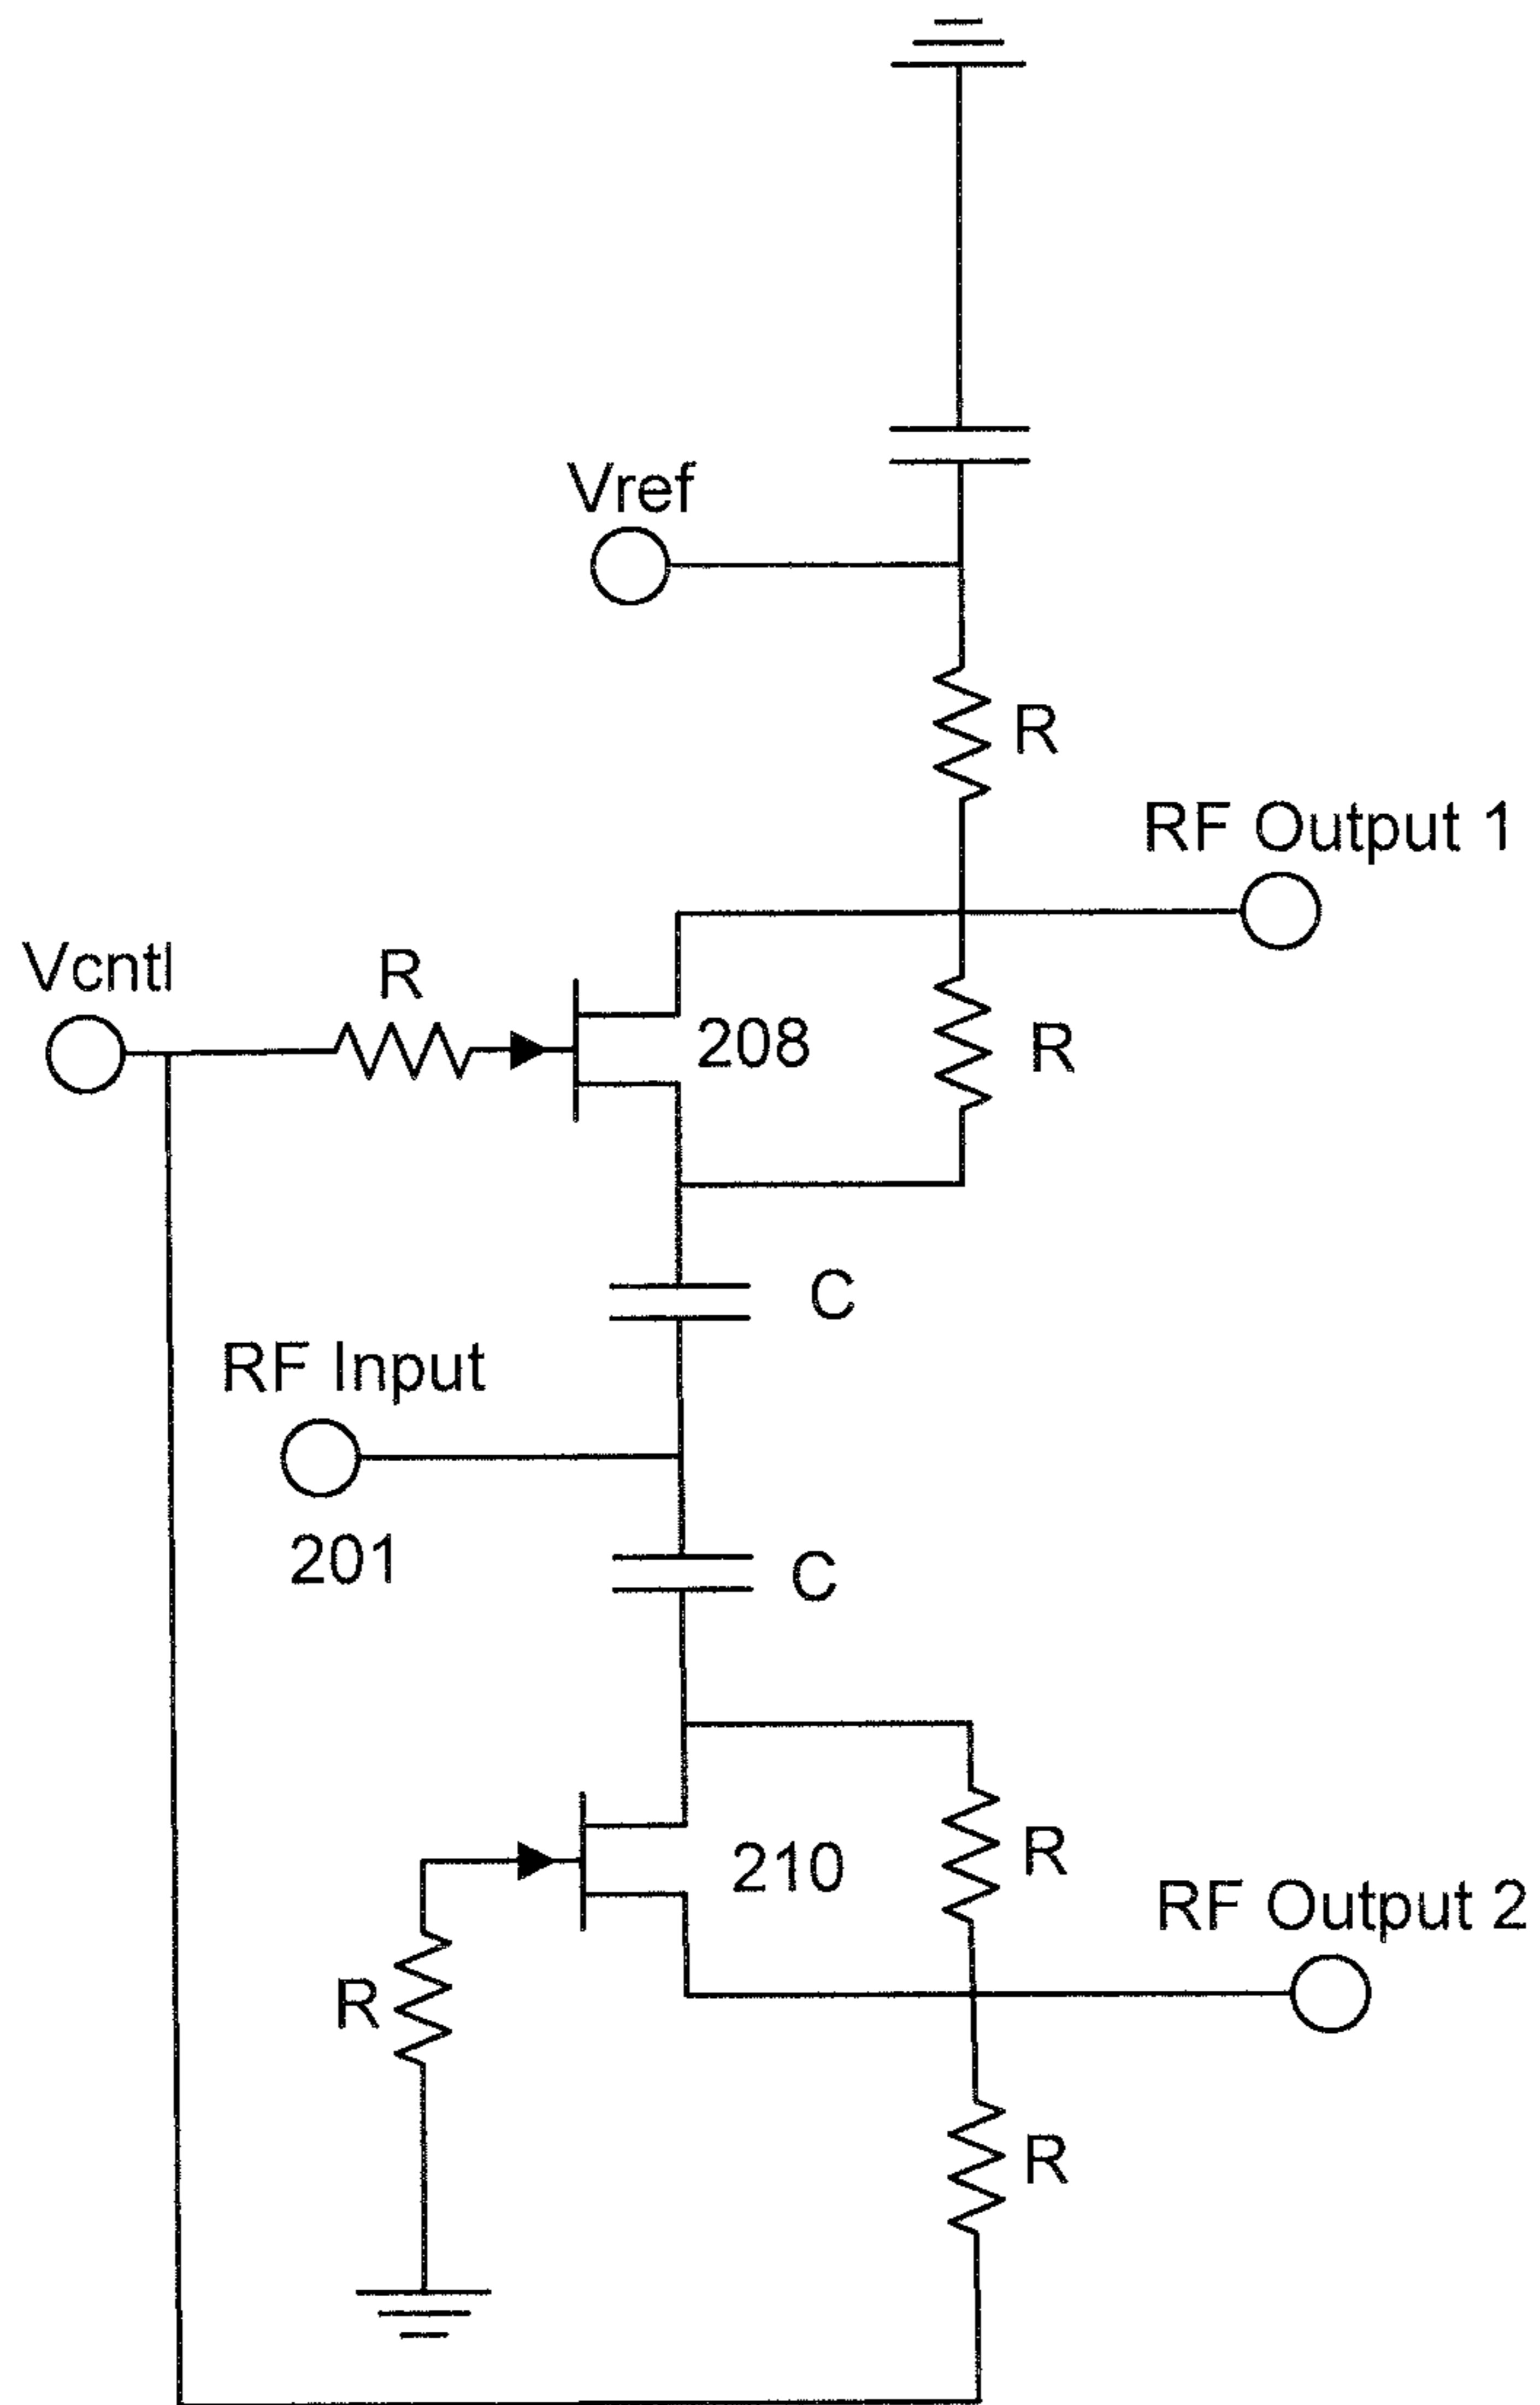 Vref
R
RF Output 1
Vcntl
R
208
R
C
RF Input
201
C
210
R
RF Output 2
R
R